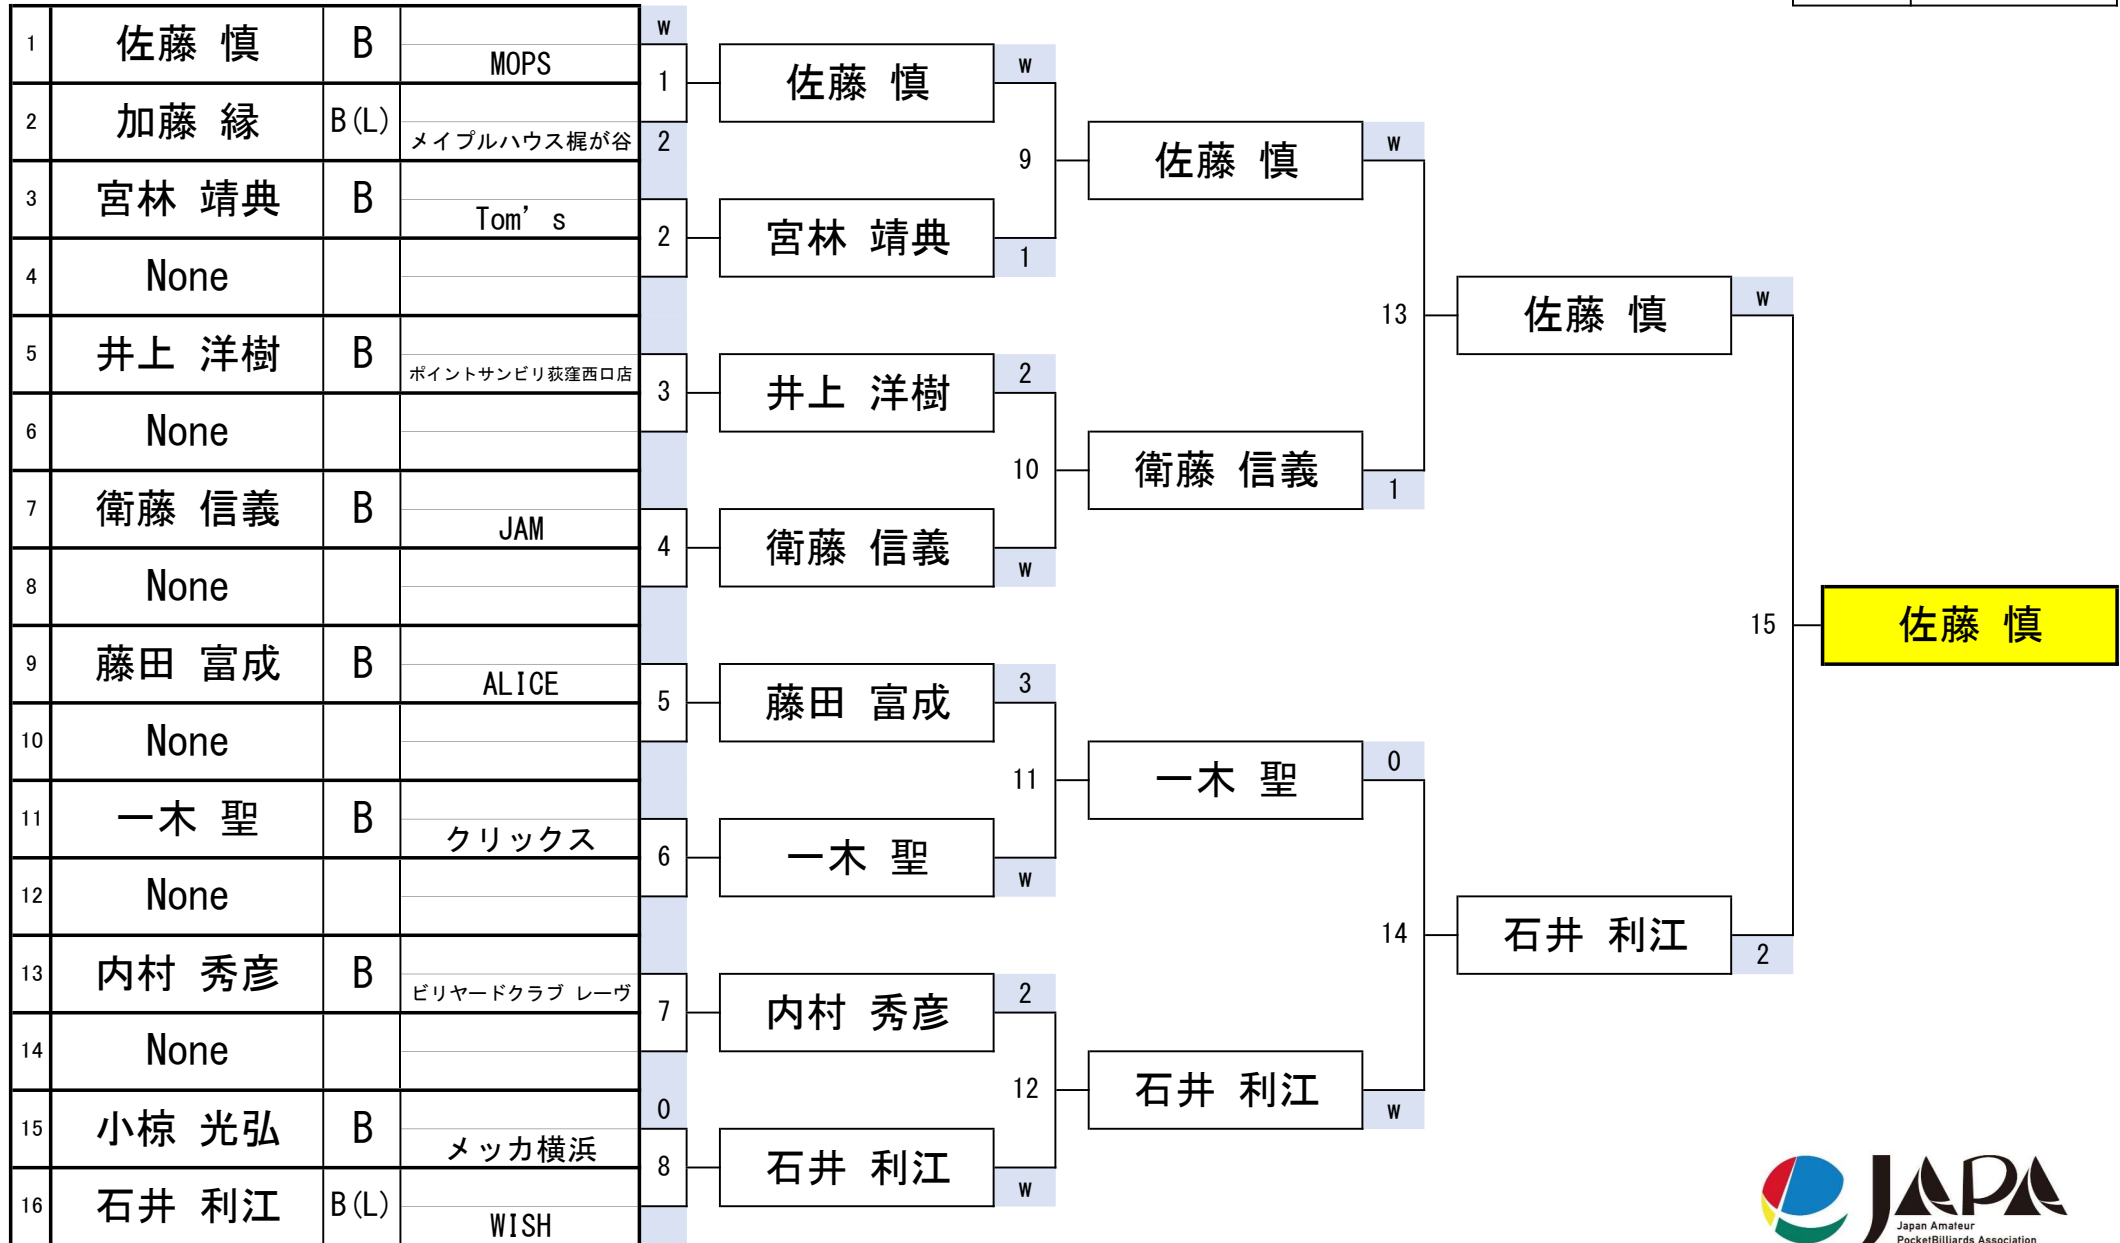 1 佐藤 慎 B MOPS W
2 加藤 縁 B(L) メイプルハウス梶が谷 2
3 宮林 靖典 B Tom's
4 None
5 井上 洋樹 B ポイントサンビリ荻窪西口店
6 None
7 衛藤 信義 B JAM
8 None
9 藤田 富成 B ALICE
10 None
11 一木 聖 B クリックス
12 None
13 内村 秀彦 B ビリヤードクラブ レーヴ
14 None
15 小椋 光弘 B メッカ横浜 0
16 石井 利江 B(L) WISH
1 佐藤 慎 W
9
2 宮林 靖典 1
3 井上 洋樹 2
10
4 衛藤 信義 W
5 藤田 富成 3
11
6 一木 聖 W
7 内村 秀彦 2
12
8 石井 利江 W
佐藤 慎 W
13
衛藤 信義 1
一木 聖 0
14
石井 利江 W
佐藤 慎 W
15
石井 利江 2
佐藤 慎
JAPA
Japan Amateur
PocketBilliards Association